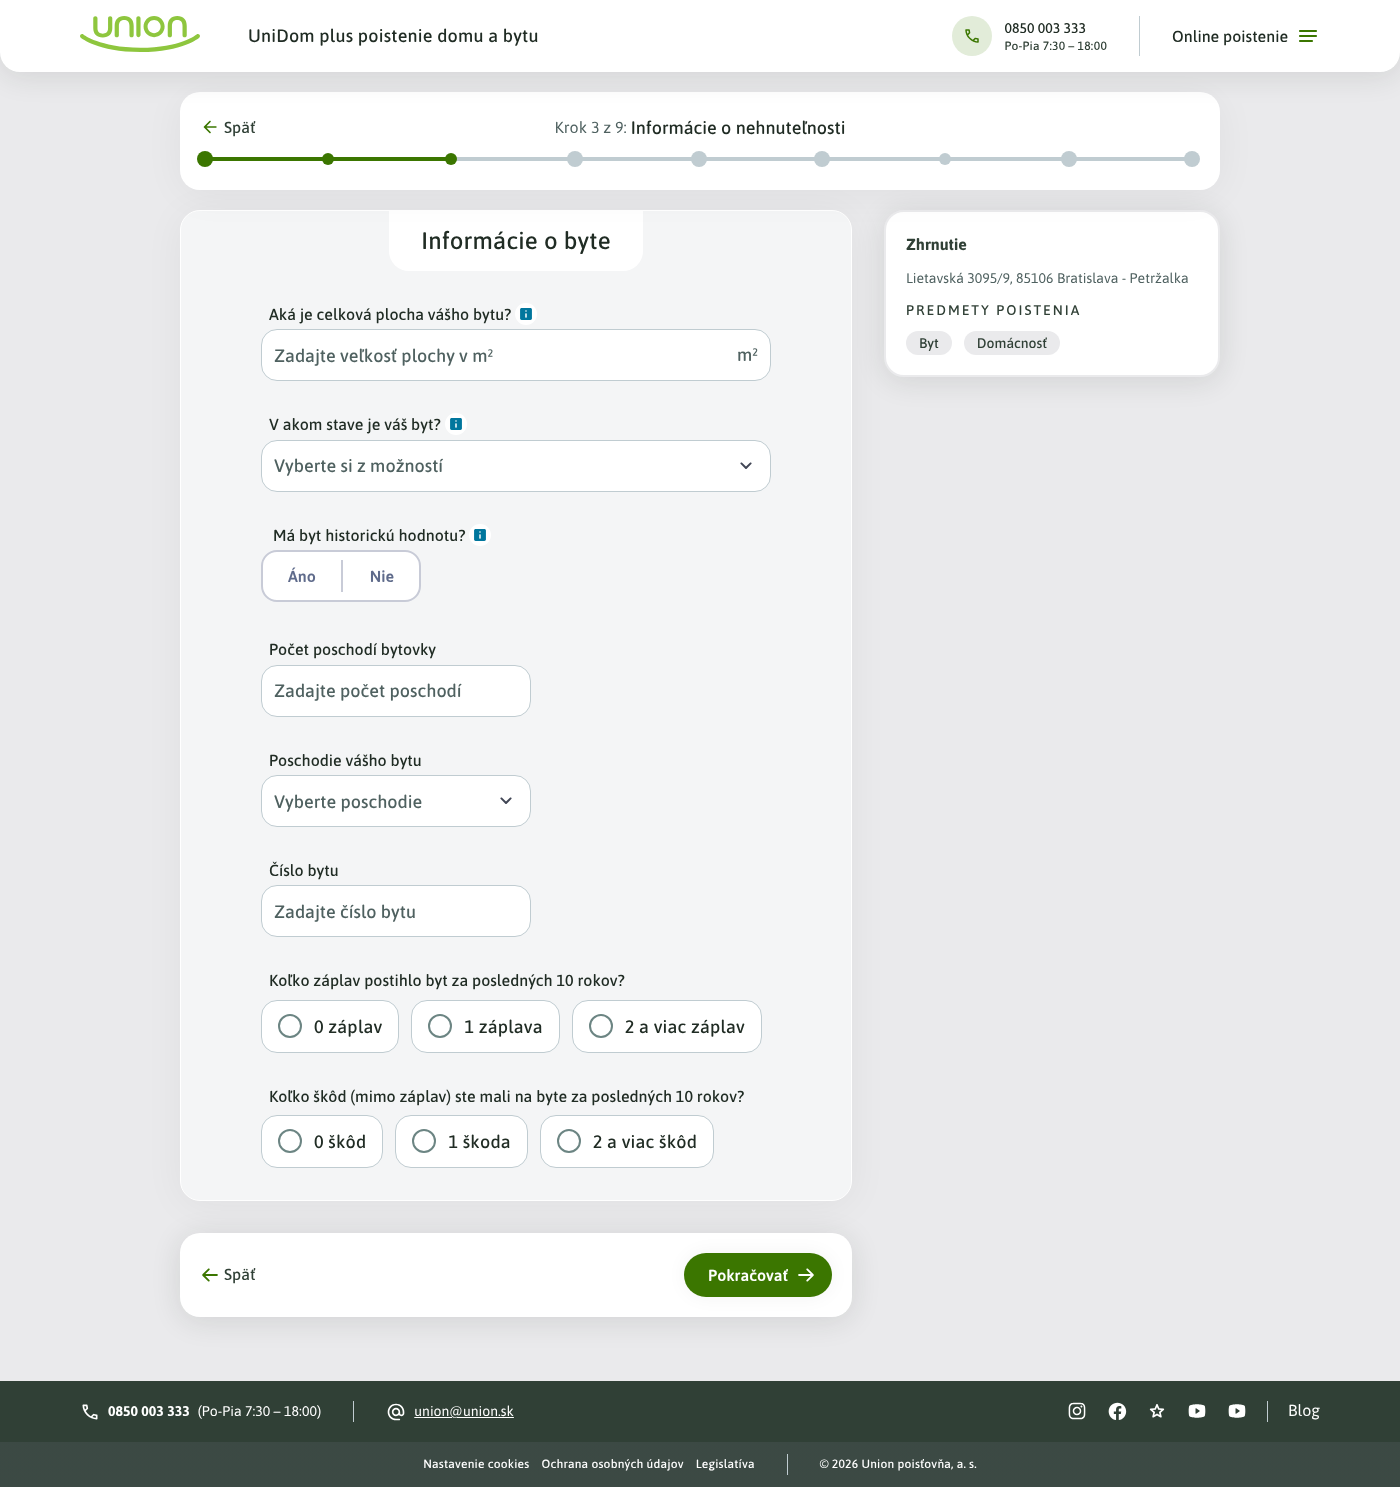 union
UniDom plus poistenie domu a bytu
0850 003 333
Po-Pia 7:30 – 18:00
Online poistenie
Späť
Krok 3 z 9: Informácie o nehnuteľnosti
Informácie o byte
Aká je celková plocha vášho bytu?
Zadajte veľkosť plochy v m²
m²
V akom stave je váš byt?
Vyberte si z možností
Má byt historickú hodnotu?
Áno
Nie
Počet poschodí bytovky
Zadajte počet poschodí
Poschodie vášho bytu
Vyberte poschodie
Číslo bytu
Zadajte číslo bytu
Koľko záplav postihlo byt za posledných 10 rokov?
0 záplav
1 záplava
2 a viac záplav
Koľko škôd (mimo záplav) ste mali na byte za posledných 10 rokov?
0 škôd
1 škoda
2 a viac škôd
Zhrnutie
Lietavská 3095/9, 85106 Bratislava - Petržalka
PREDMETY POISTENIA
Byt
Domácnosť
Späť
Pokračovať
0850 003 333 (Po-Pia 7:30 – 18:00)
union@union.sk
Blog
Nastavenie cookies
Ochrana osobných údajov
Legislatíva
© 2026 Union poisťovňa, a. s.